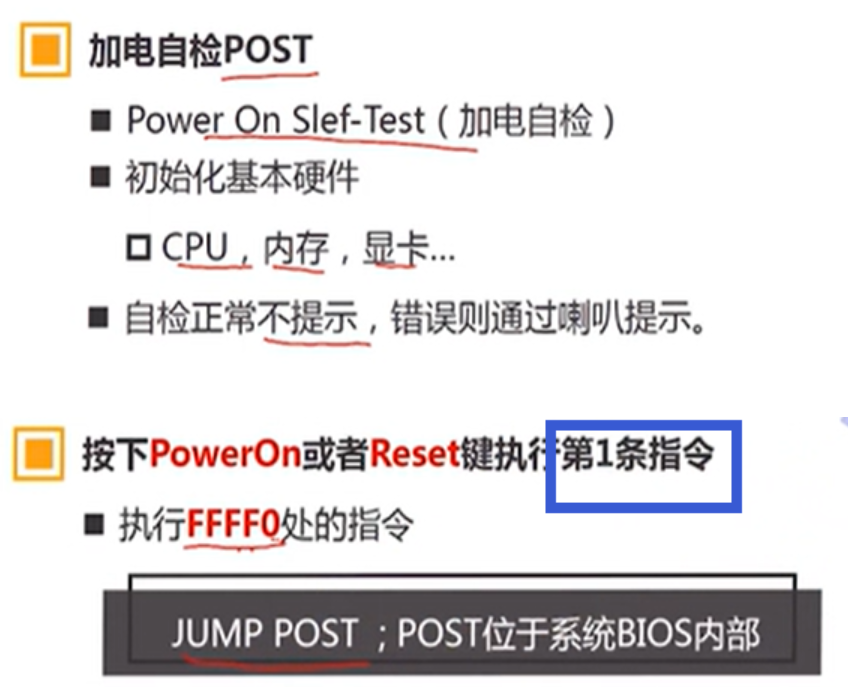 加电自检POST
■ Power On Slef-Test（加电自检）
■ 初始化基本硬件
CPU，内存，显卡...
■ 自检正常不提示，错误则通过喇叭提示。
按下PowerOn或者Reset键执行第1条指令
■ 执行FFFF0处的指令
JUMP POST ；POST位于系统BIOS内部